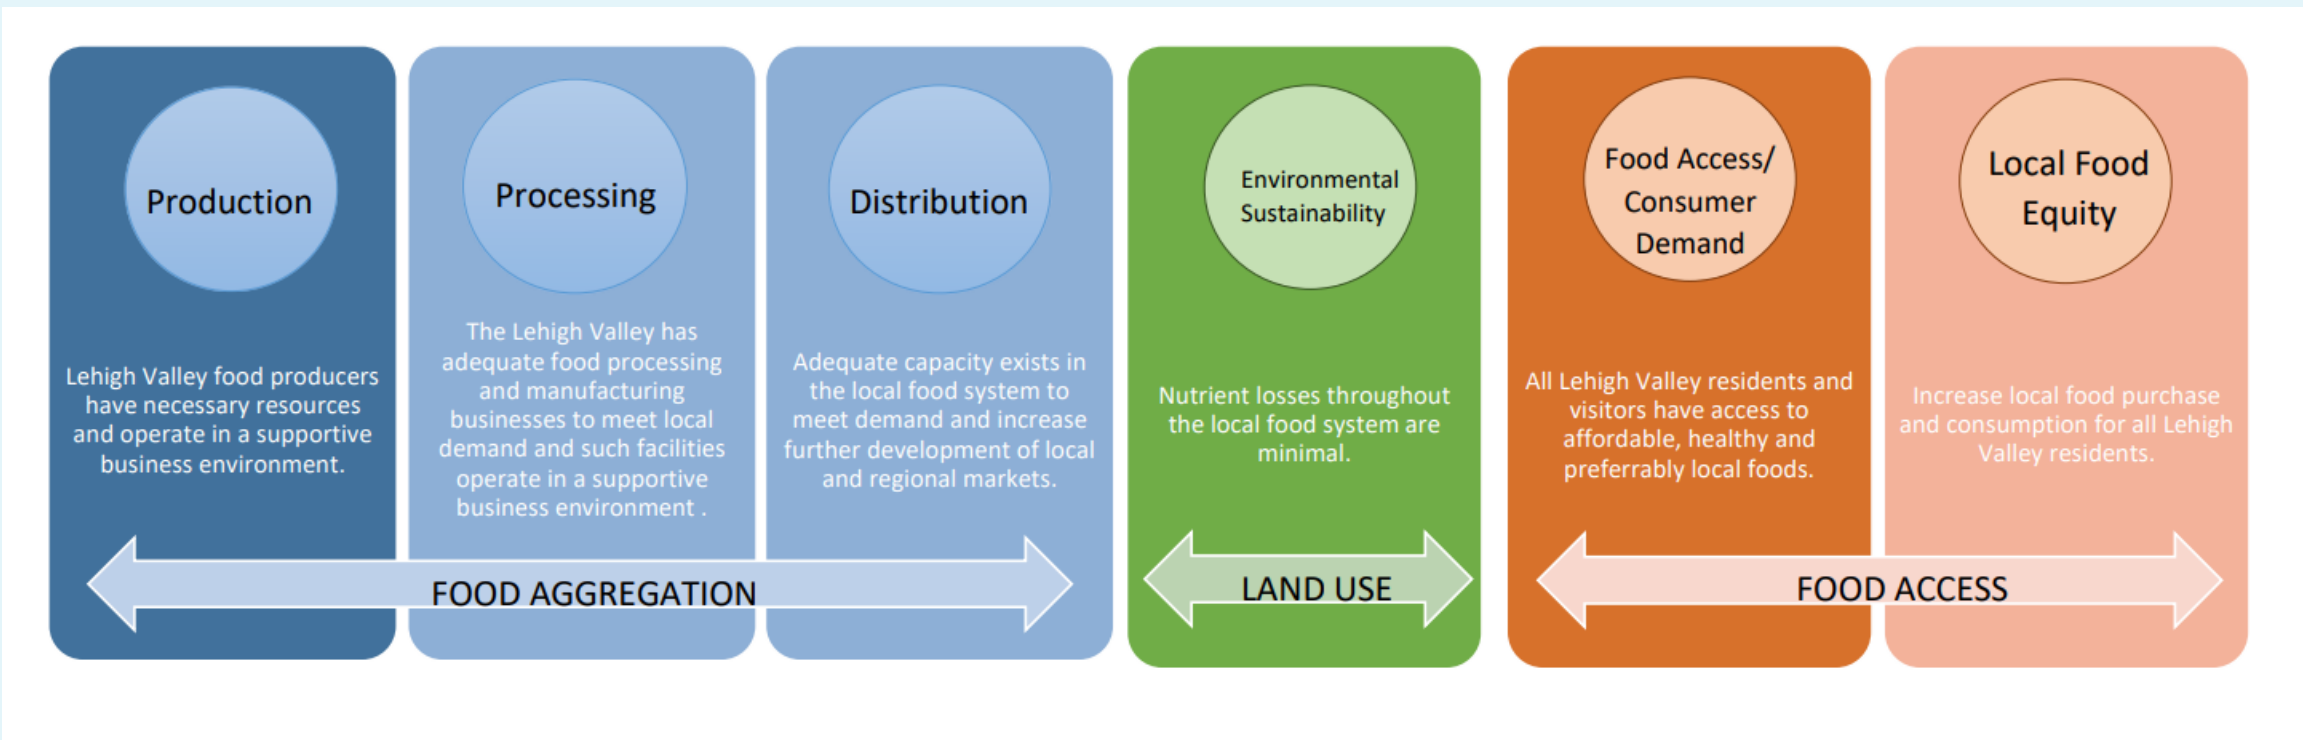 Production
Lehigh Valley food producers
have necessary resources
and operate in a supportive
business environment.
Processing
The Lehigh Valley has
adequate food processing
and manufacturing
businesses to meet local
demand and such facilities
operate in a supportive
business environment .
Distribution
Adequate capacity exists in
the local food system to
meet demand and increase
further development of local
and regional markets.
FOOD AGGREGATION
Environmental
Sustainability
Nutrient losses throughout
the local food system are
minimal.
LAND USE
Food Access/
Consumer
Demand
All Lehigh Valley residents and
visitors have access to
affordable, healthy and
preferrably local foods.
Local Food
Equity
Increase local food purchase
and consumption for all Lehigh
Valley residents.
FOOD ACCESS